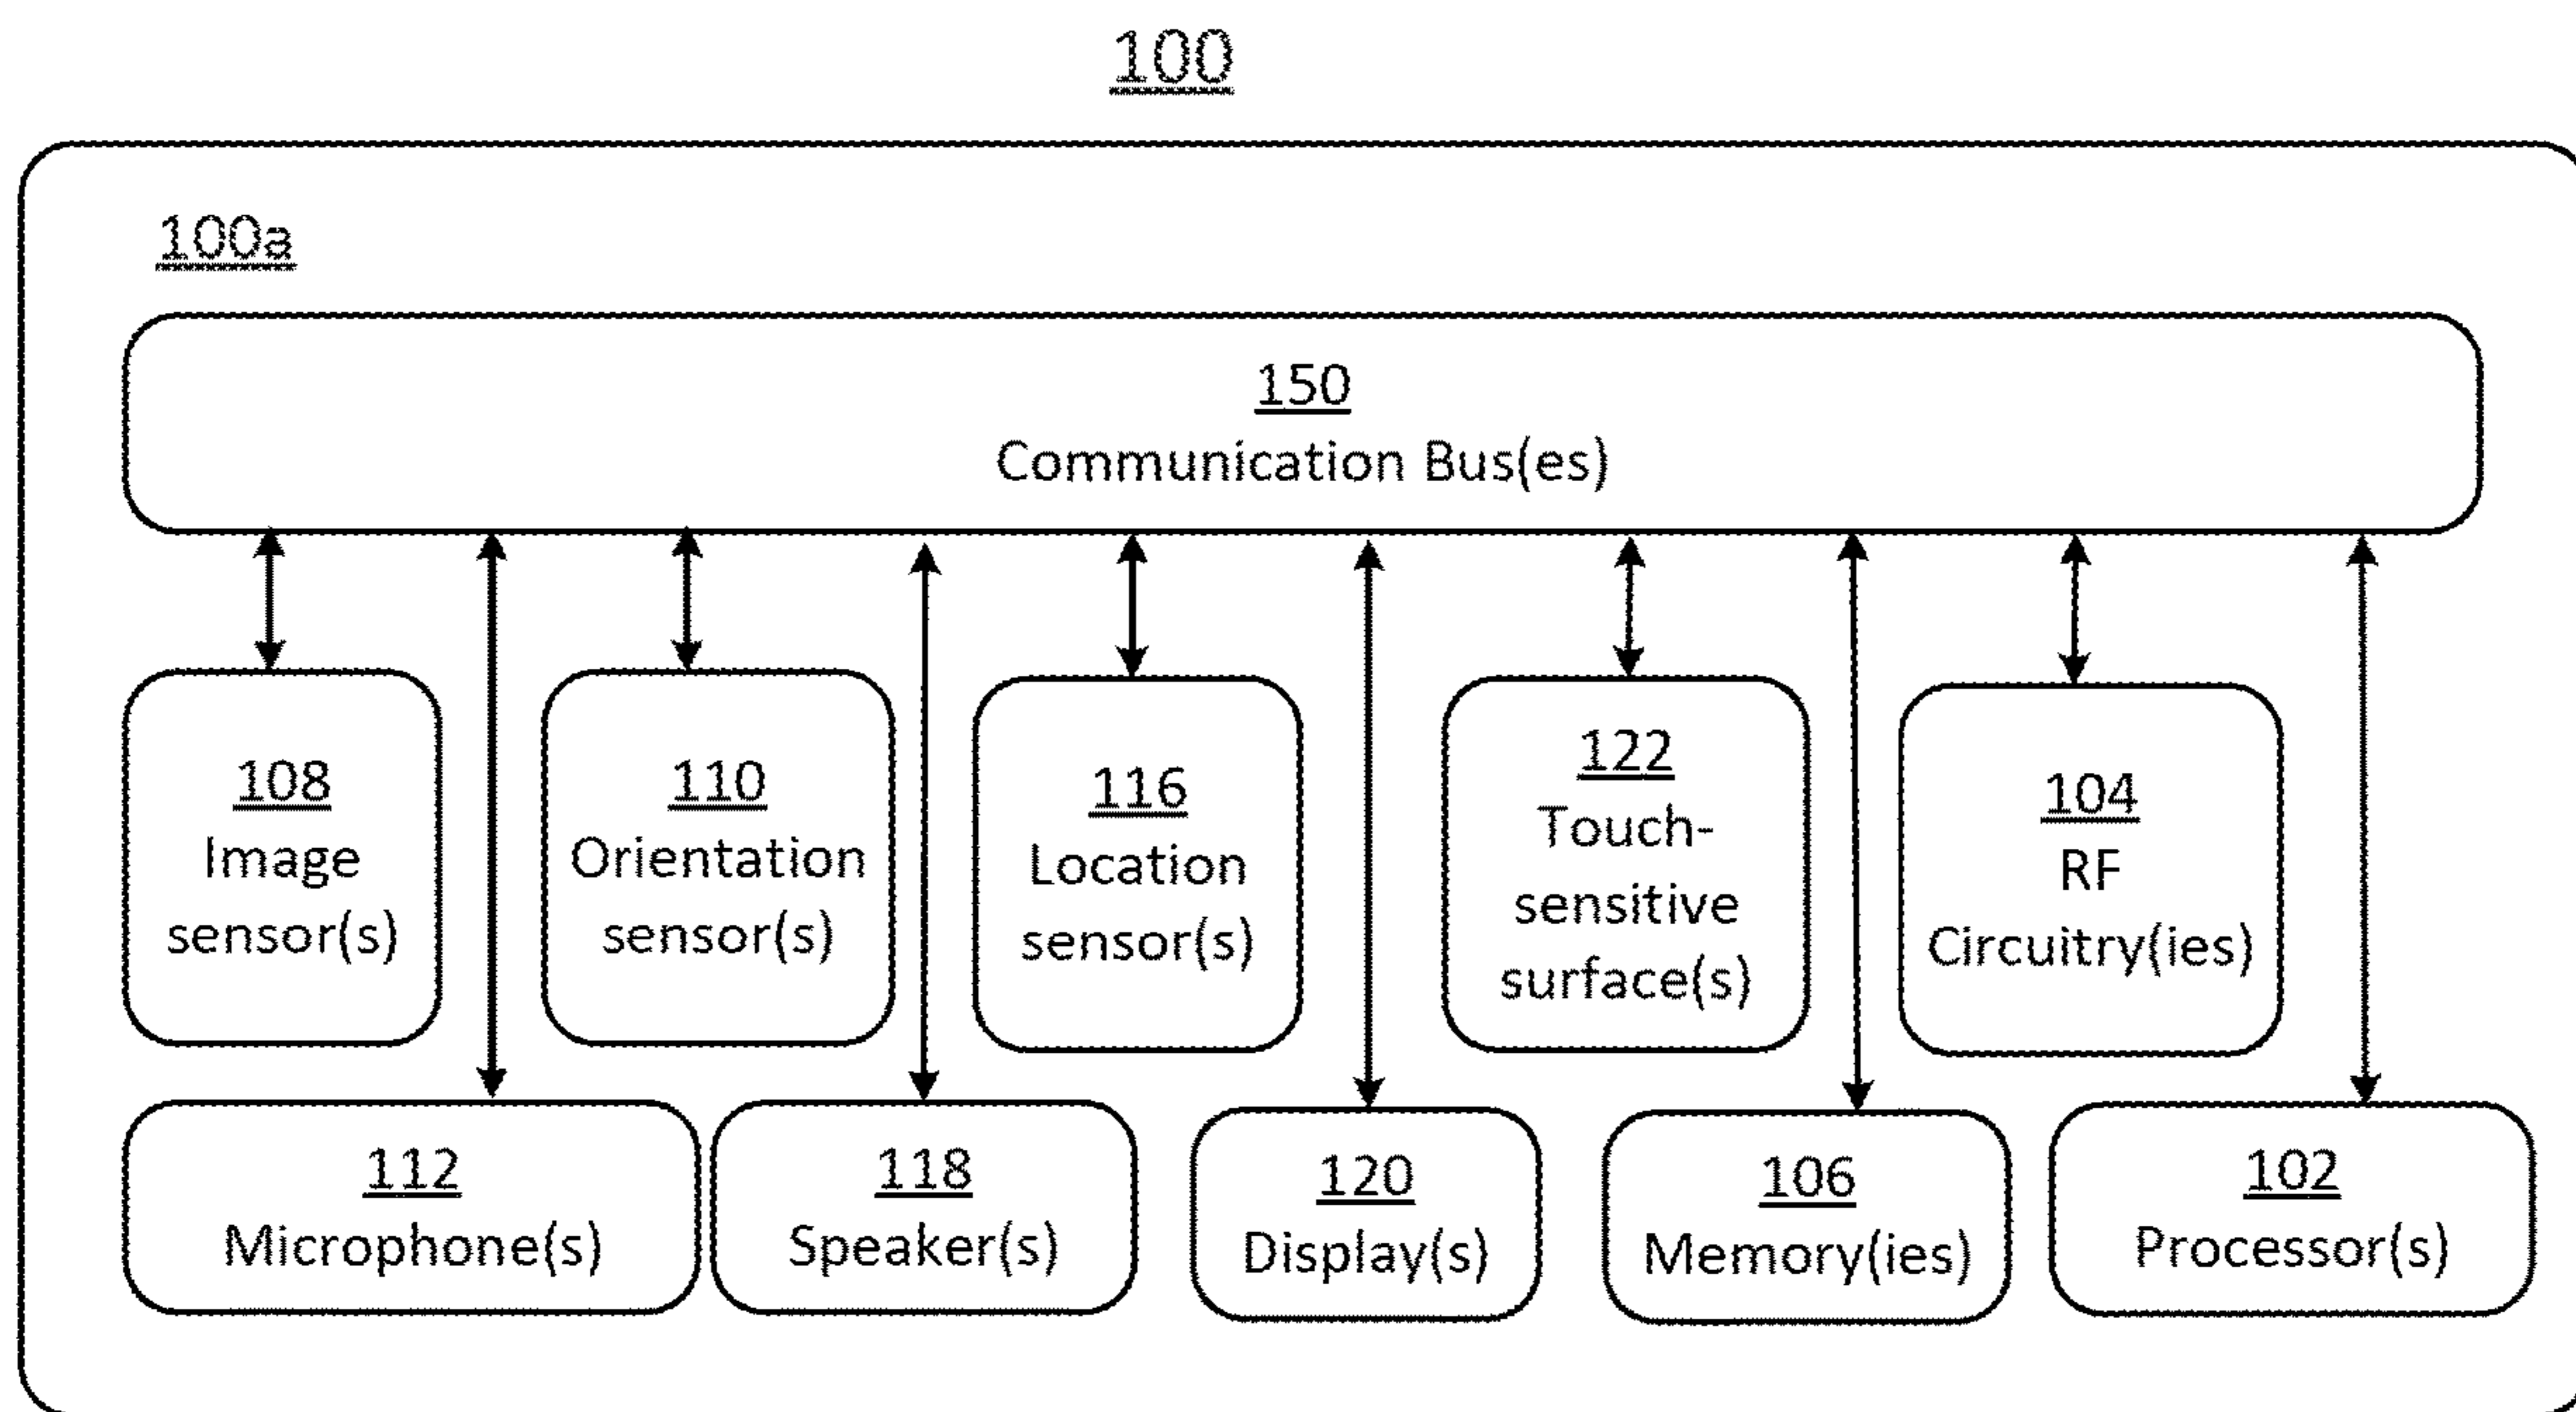 100
100a
150
Communication Bus(es)
108
Image
sensor(s)
110
Orientation
sensor(s)
116
Location
sensor(s)
122
Touch-
sensitive
surface(s)
104
RF
Circuitry(ies)
112
Microphone(s)
118
Speaker(s)
120
Display(s)
106
Memory(ies)
102
Processor(s)